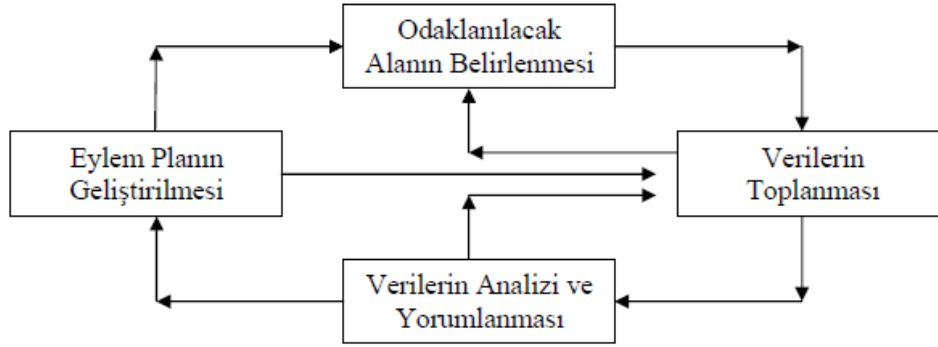 Odaklanılacak
Alanın Belirlenmesi
Eylem Planın
Geliştirilmesi
Verilerin
Toplanması
Verilerin Analizi ve
Yorumlanması